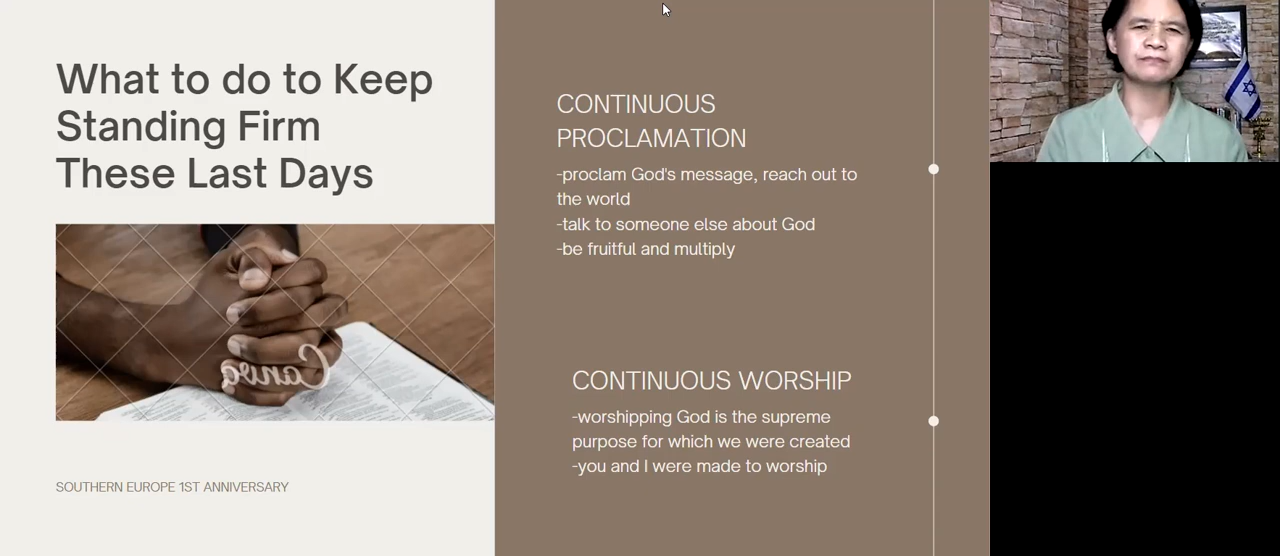 What to do to Keep
Standing Firm
These Last Days
Canva
SOUTHERN EUROPE 1ST ANNIVERSARY
CONTINUOUS
PROCLAMATION
-proclam God's message, reach out to
the world
-talk to someone else about God
-be fruitful and multiply
CONTINUOUS WORSHIP
-worshipping God is the supreme
purpose for which we were created
-you and I were made to worship